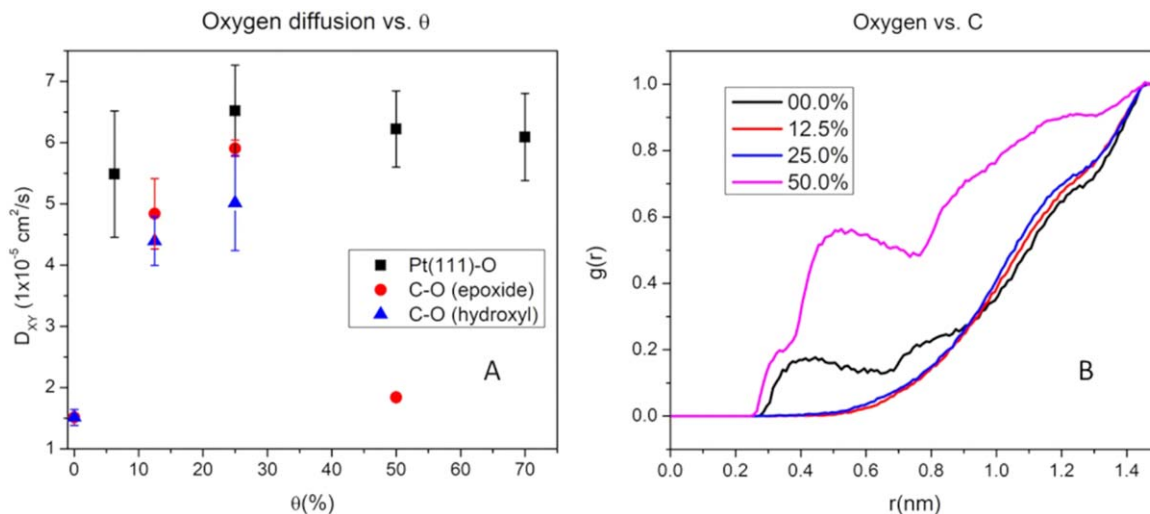 Oxygen diffusion vs. θ
7
6
5
4
3
2
1
D_XY (1x10⁻⁵ cm²/s)
0 10 20 30 40 50 60 70
θ(%)
Pt(111)-O
C-O (epoxide)
C-O (hydroxyl)
A
Oxygen vs. C
1.0
0.8
0.6
0.4
0.2
0.0
g(r)
0.0 0.2 0.4 0.6 0.8 1.0 1.2 1.4
r(nm)
00.0%
12.5%
25.0%
50.0%
B